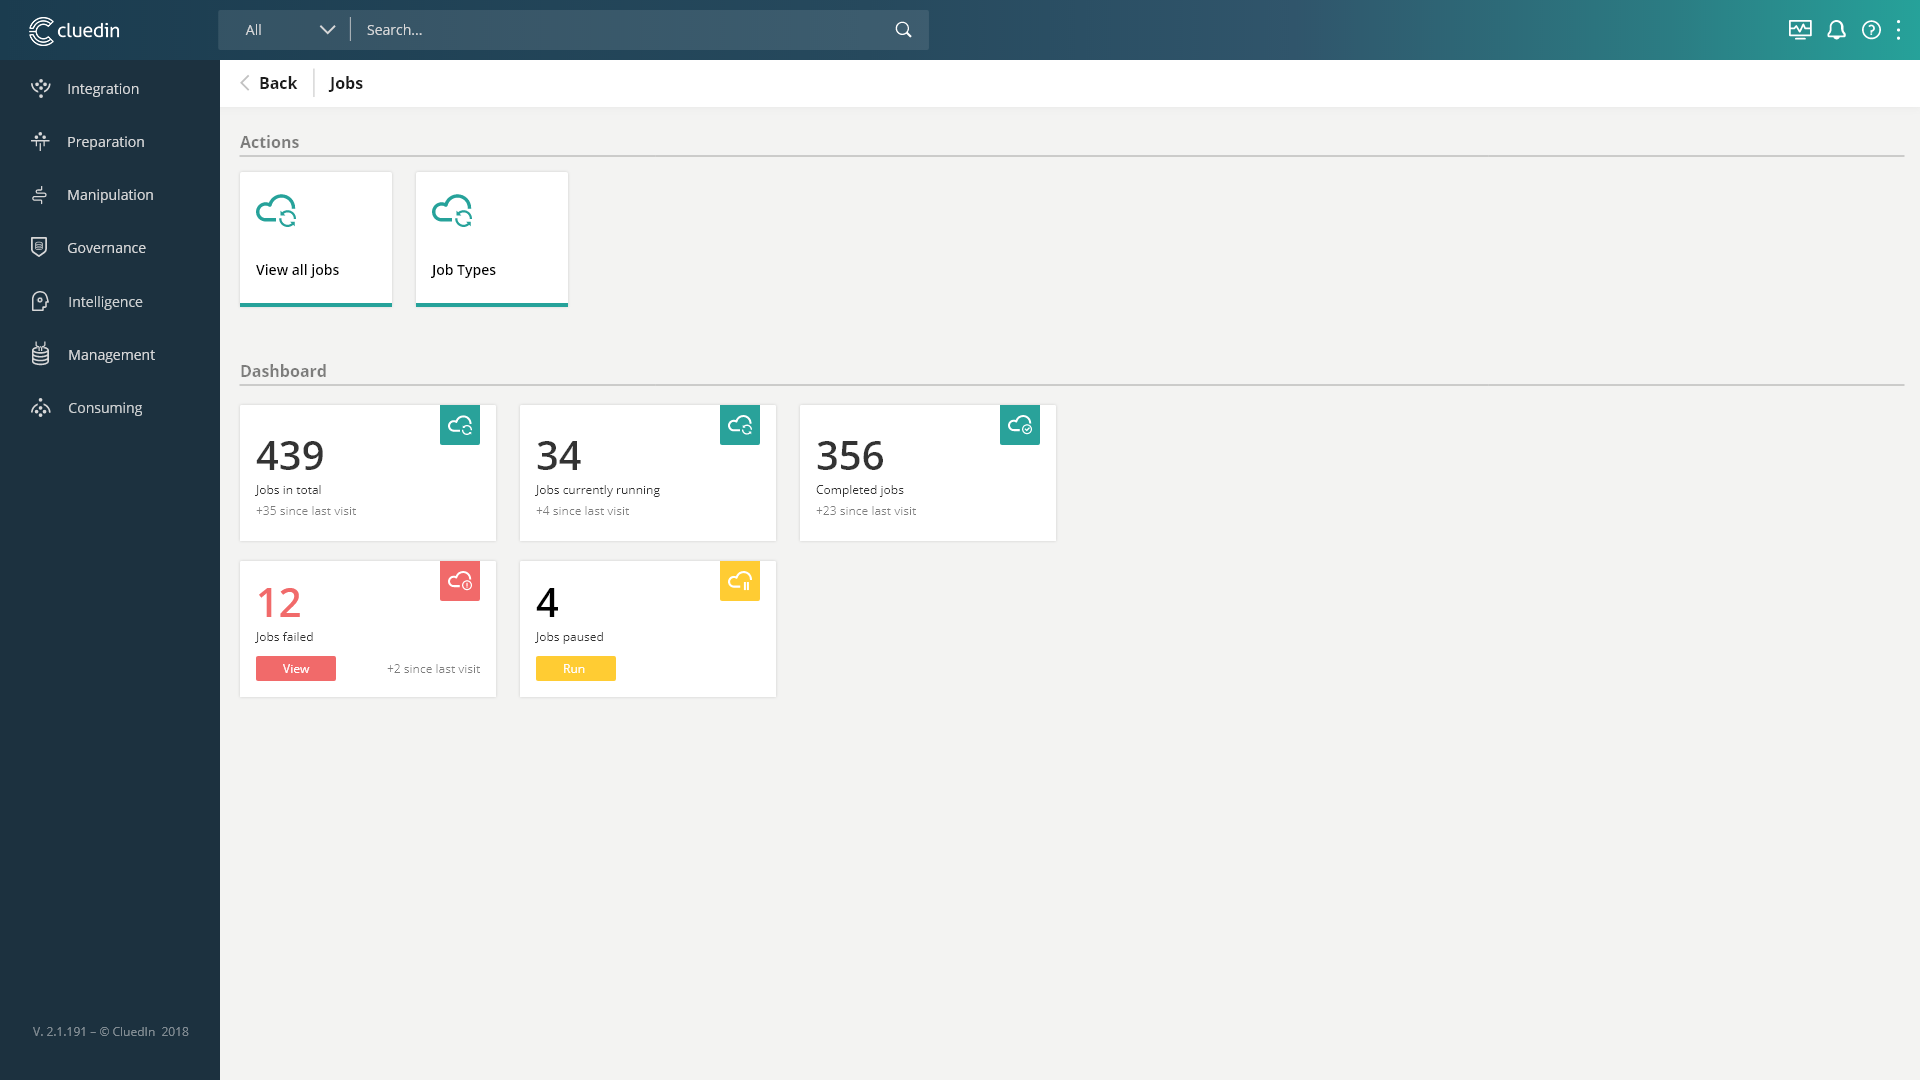 cluedin
All
Search...
Integration
Preparation
Manipulation
Governance
Intelligence
Management
Consuming
V. 2.1.191 – © CluedIn 2018
Back
Jobs
Actions
View all jobs
Job Types
Dashboard
439
Jobs in total
+35 since last visit
34
Jobs currently running
+4 since last visit
356
Completed jobs
+23 since last visit
12
Jobs failed
View
+2 since last visit
4
Jobs paused
Run